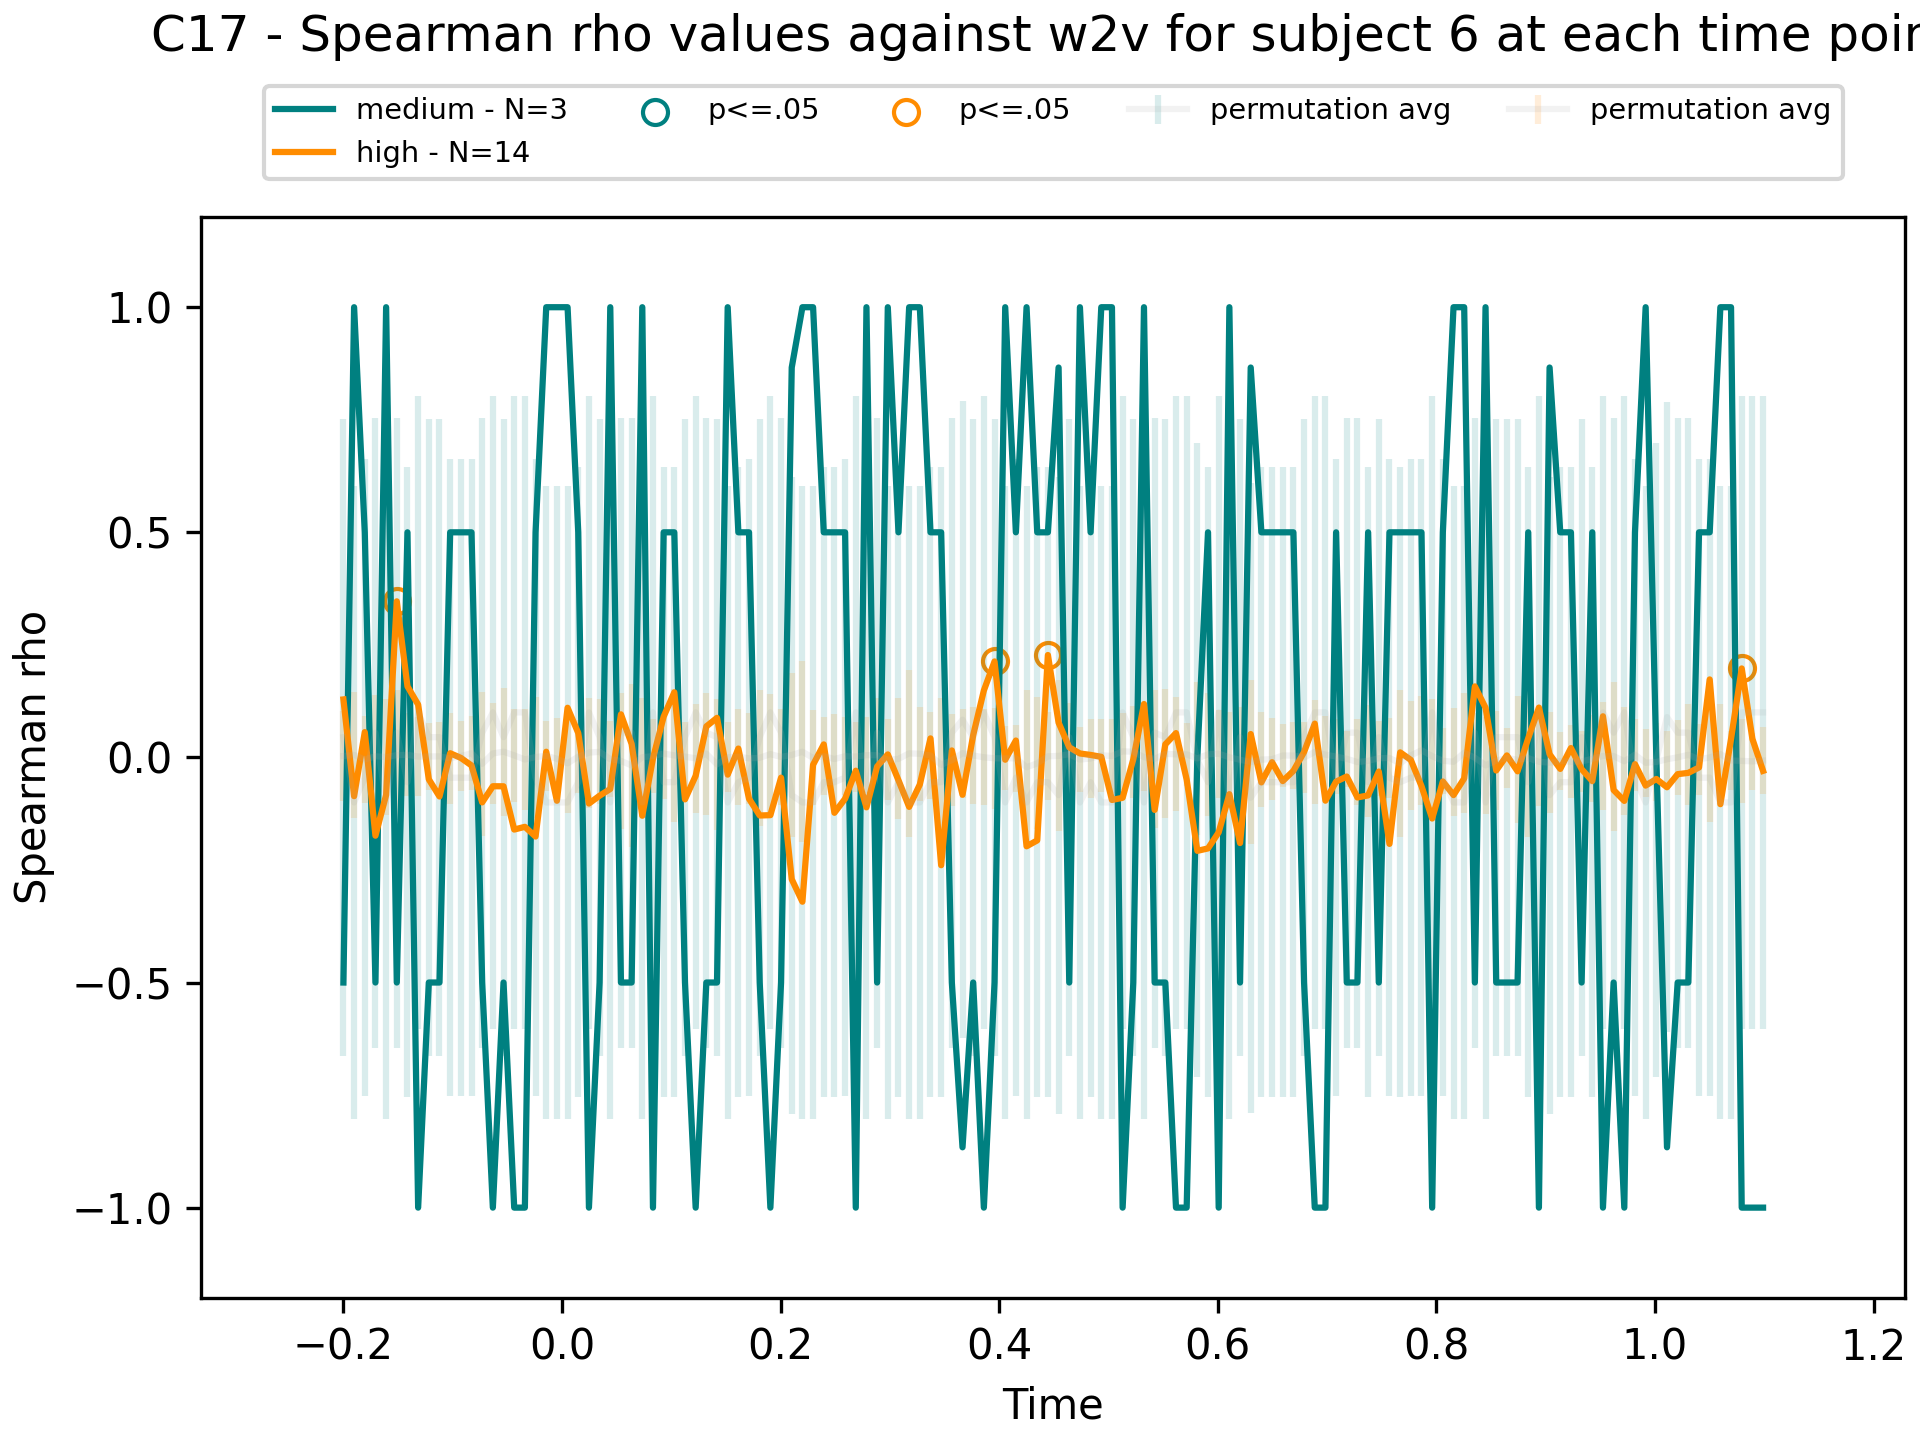 C17 - Spearman rho values against w2v for subject 6 at each time poin
medium - N=3
high - N=14
p<=.05
p<=.05
permutation avg
permutation avg
Spearman rho
1.0
0.5
0.0
−0.5
−1.0
−0.2 0.0 0.2 0.4 0.6 0.8 1.0 1.2
Time